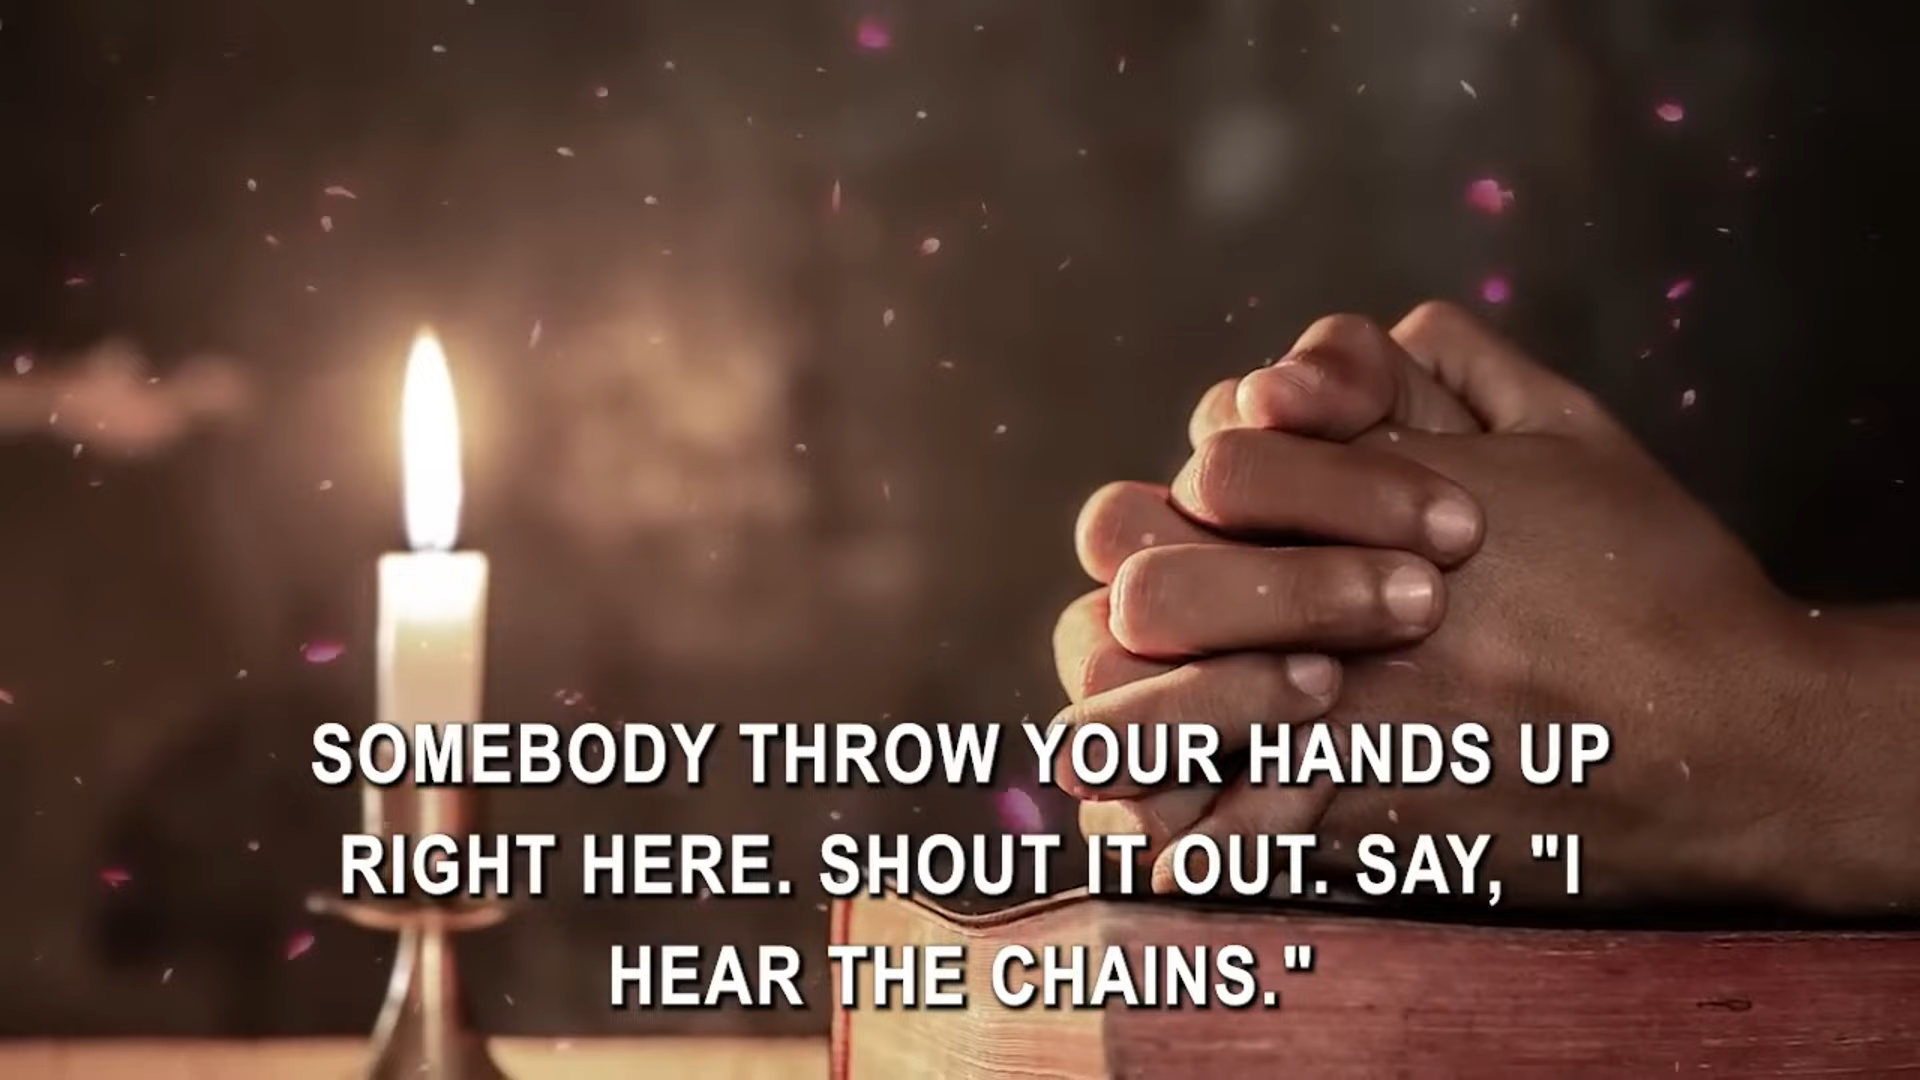 SOMEBODY THROW YOUR HANDS UP
RIGHT HERE. SHOUT IT OUT. SAY, "I
HEAR THE CHAINS."